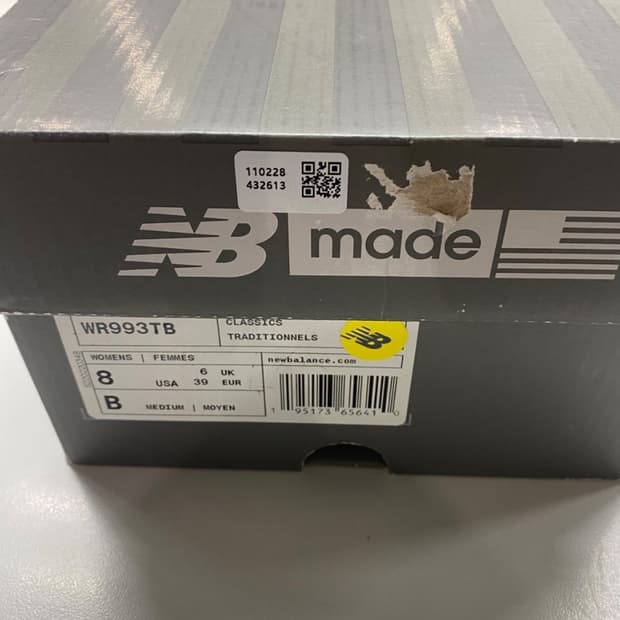 110228
432613
NB
made
WR993TB
CLASSICS
TRADITIONNELS
WOMENS | FEMMES
newbalance.com
8
USA
6 UK
39 EUR
B
MEDIUM | MOYEN
1 95173 65641 0
NB